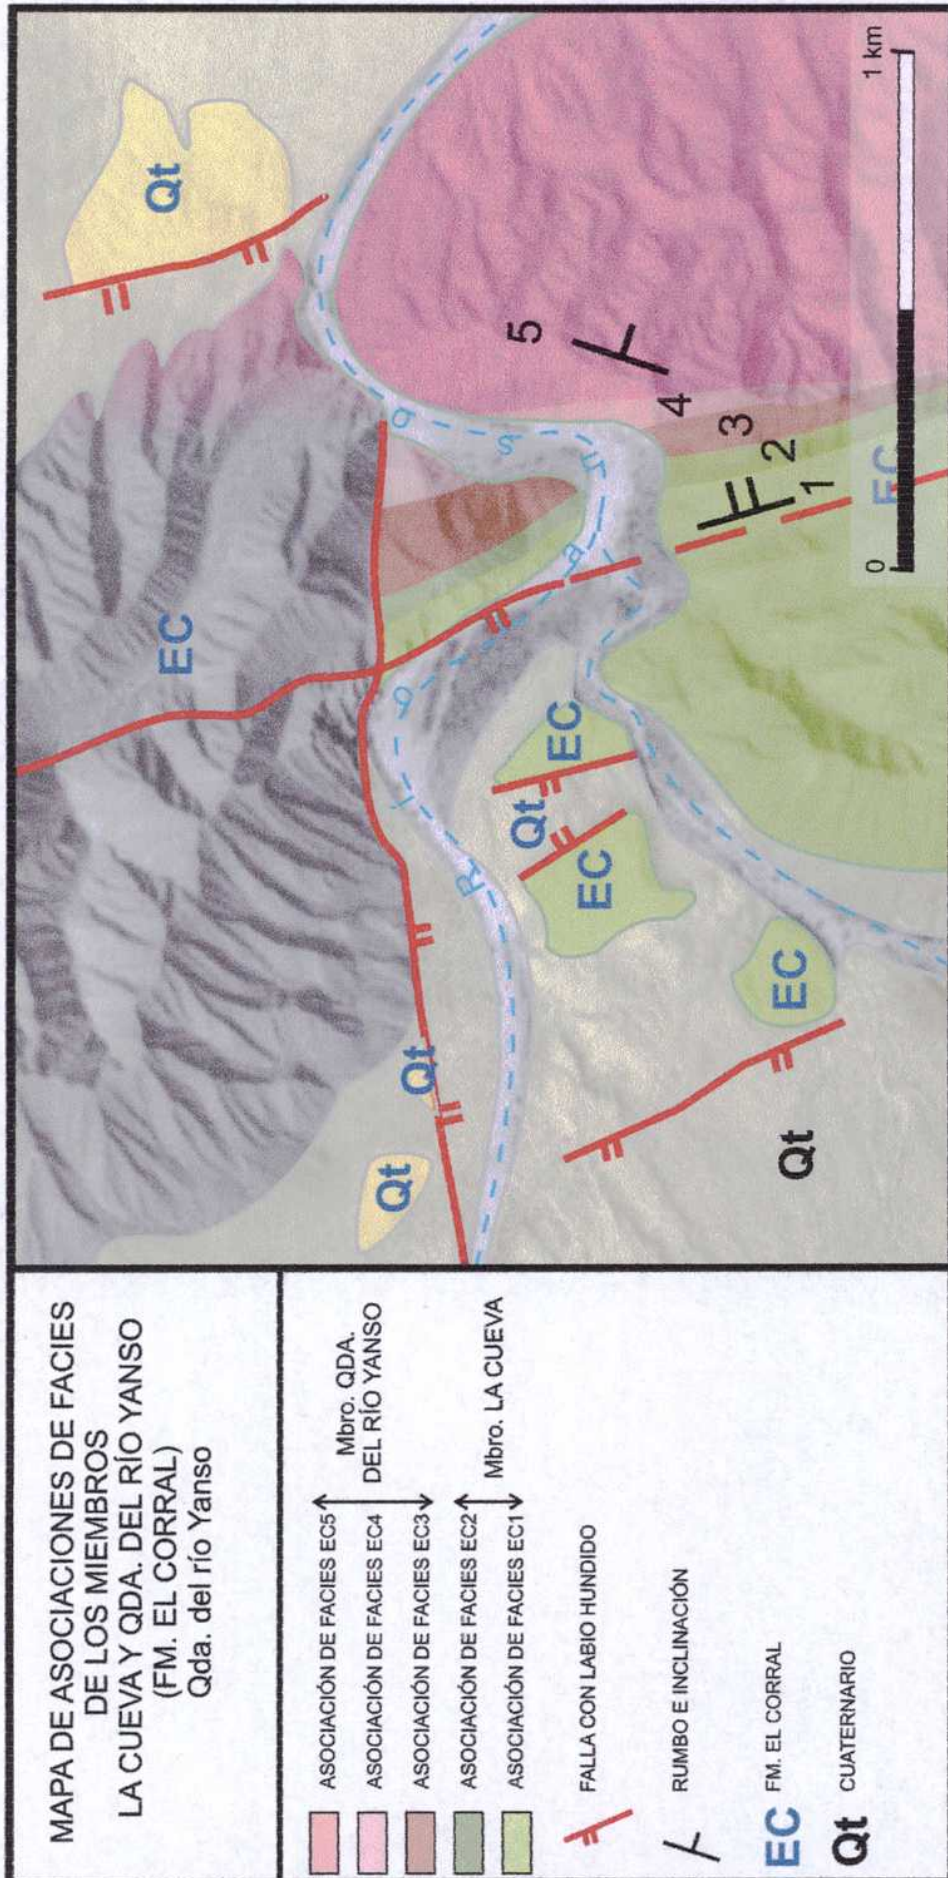 MAPA DE ASOCIACIONES DE FACIES
DE LOS MIEMBROS
LA CUEVA Y QDA. DEL RÍO YANSO
(FM. EL CORRAL)
Qda. del río Yanso
ASOCIACIÓN DE FACIES EC5
ASOCIACIÓN DE FACIES EC4
ASOCIACIÓN DE FACIES EC3
Mbro. QDA.
DEL RÍO YANSO
ASOCIACIÓN DE FACIES EC2
ASOCIACIÓN DE FACIES EC1
Mbro. LA CUEVA
FALLA CON LABIO HUNDIDO
RUMBO E INCLINACIÓN
EC FM. EL CORRAL
Qt CUATERNARIO
Qt
EC
Qt
Qt
Río Yanso
Qt
EC
EC
EC
Qt
5
4
3
2
1
EC
0
1 km